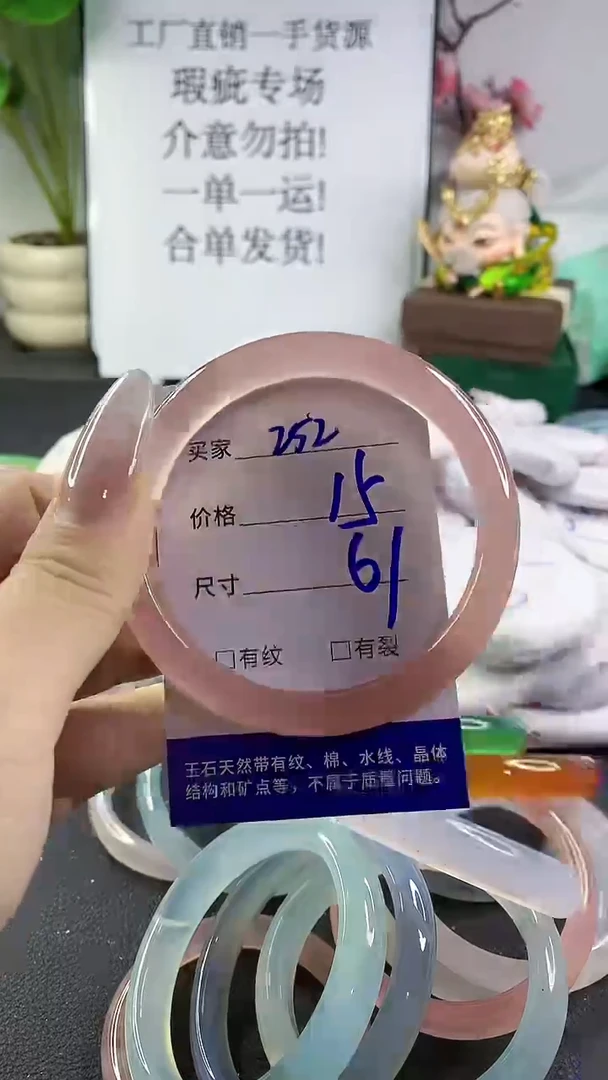 工厂直销一手货源
瑕疵专场
介意勿拍!
一单一运!
合单发货!
买家 252
价格 15
尺寸 61
□有纹 □有裂
玉石天然带有纹、棉、水线、晶体
结构和矿点等，不属于质量问题。